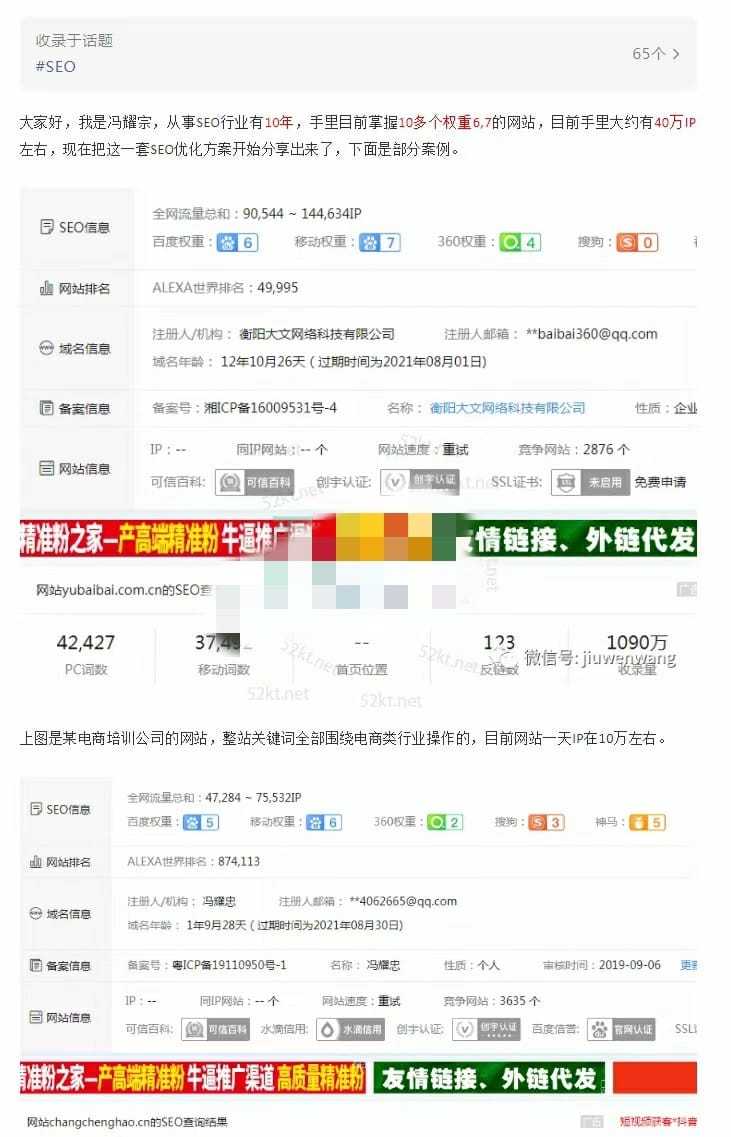 收录于话题
#SEO
65个
大家好，我是冯耀宗，从事SEO行业有10年，手里目前掌握10多个权重6,7的网站，目前手里大约有40万IP
左右，现在把这一套SEO优化方案开始分享出来了，下面是部分案例。
SEO信息
全网流量总和：90,544 ~ 144,634IP
百度权重：6 移动权重：7 360权重：4 搜狗：0
网站排名
ALEXA世界排名：49,995
域名信息
注册人/机构： 衡阳大文网络科技有限公司 注册人邮箱： **baibai360@qq.com
域名年龄： 12年10月26天 ( 过期时间为2021年08月01日)
备案信息
备案号：湘ICP备16009531号-4 名称： 衡阳大文网络科技有限公司 性质：企业
网站信息
IP：-- 同IP网站：-- 个 网站速度：重试 竞争网站：2876 个
可信百科： 可信百科 创宇认证： 创宇认证 SSL证书： 未启用 免费申请
52kt.net
精准粉之家—产高端精准粉 牛逼推广渠 友情链接、外链代发
网站yubaibai.com.cn的SEO查
广告
42,427 37,49 -- 123 1090万
PC词数 移动词数 首页位置 反链数 收录量
微信号: jiuwenwang
52kt.net
52kt.net
52kt.net
52kt.net
上图是某电商培训公司的网站，整站关键词全部围绕电商类行业操作的，目前网站一天IP在10万左右。
SEO信息
全网流量总和：47,284 ~ 75,532IP
百度权重：5 移动权重：6 360权重：2 搜狗：3 神马：5
网站排名
ALEXA世界排名：874,113
域名信息
注册人/机构： 冯耀忠 注册人邮箱： **4062665@qq.com
域名年龄： 1年9月28天 ( 过期时间为2021年08月30日)
备案信息
备案号：粤ICP备19110950号-1 名称： 冯耀忠 性质：个人 审核时间：2019-09-06 更新
网站信息
IP：-- 同IP网站：-- 个 网站速度：重试 竞争网站：3635 个
可信百科： 可信百科 水滴信用： 水滴信用 创宇认证： 创宇认证 百度信誉： 官网认证 SSL
精准粉之家—产高端精准粉 牛逼推广渠道 高质量精准粉 友情链接、外链代发
网站changchenghao.cn的SEO查询结果
广告 短视频获客*抖音